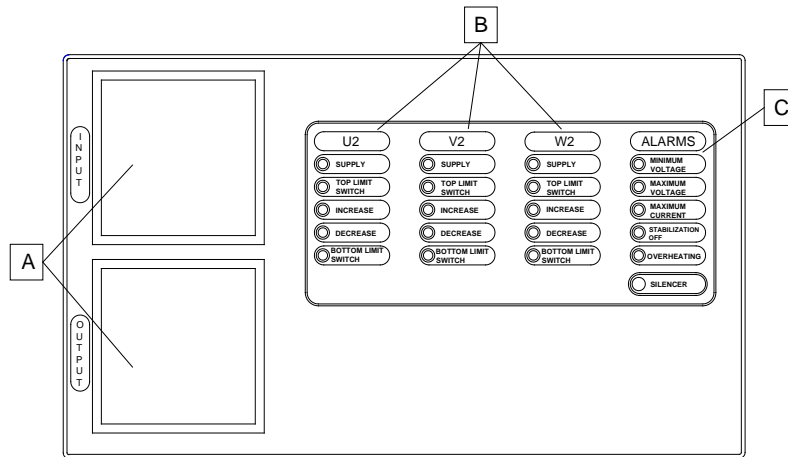 B
C
A
INPUT
OUTPUT
U2
SUPPLY
TOP LIMIT
SWITCH
INCREASE
DECREASE
BOTTOM LIMIT
SWITCH
V2
SUPPLY
TOP LIMIT
SWITCH
INCREASE
DECREASE
BOTTOM LIMIT
SWITCH
W2
SUPPLY
TOP LIMIT
SWITCH
INCREASE
DECREASE
BOTTOM LIMIT
SWITCH
ALARMS
MINIMUM
VOLTAGE
MAXIMUM
VOLTAGE
MAXIMUM
CURRENT
STABILIZATION
OFF
OVERHEATING
SILENCER